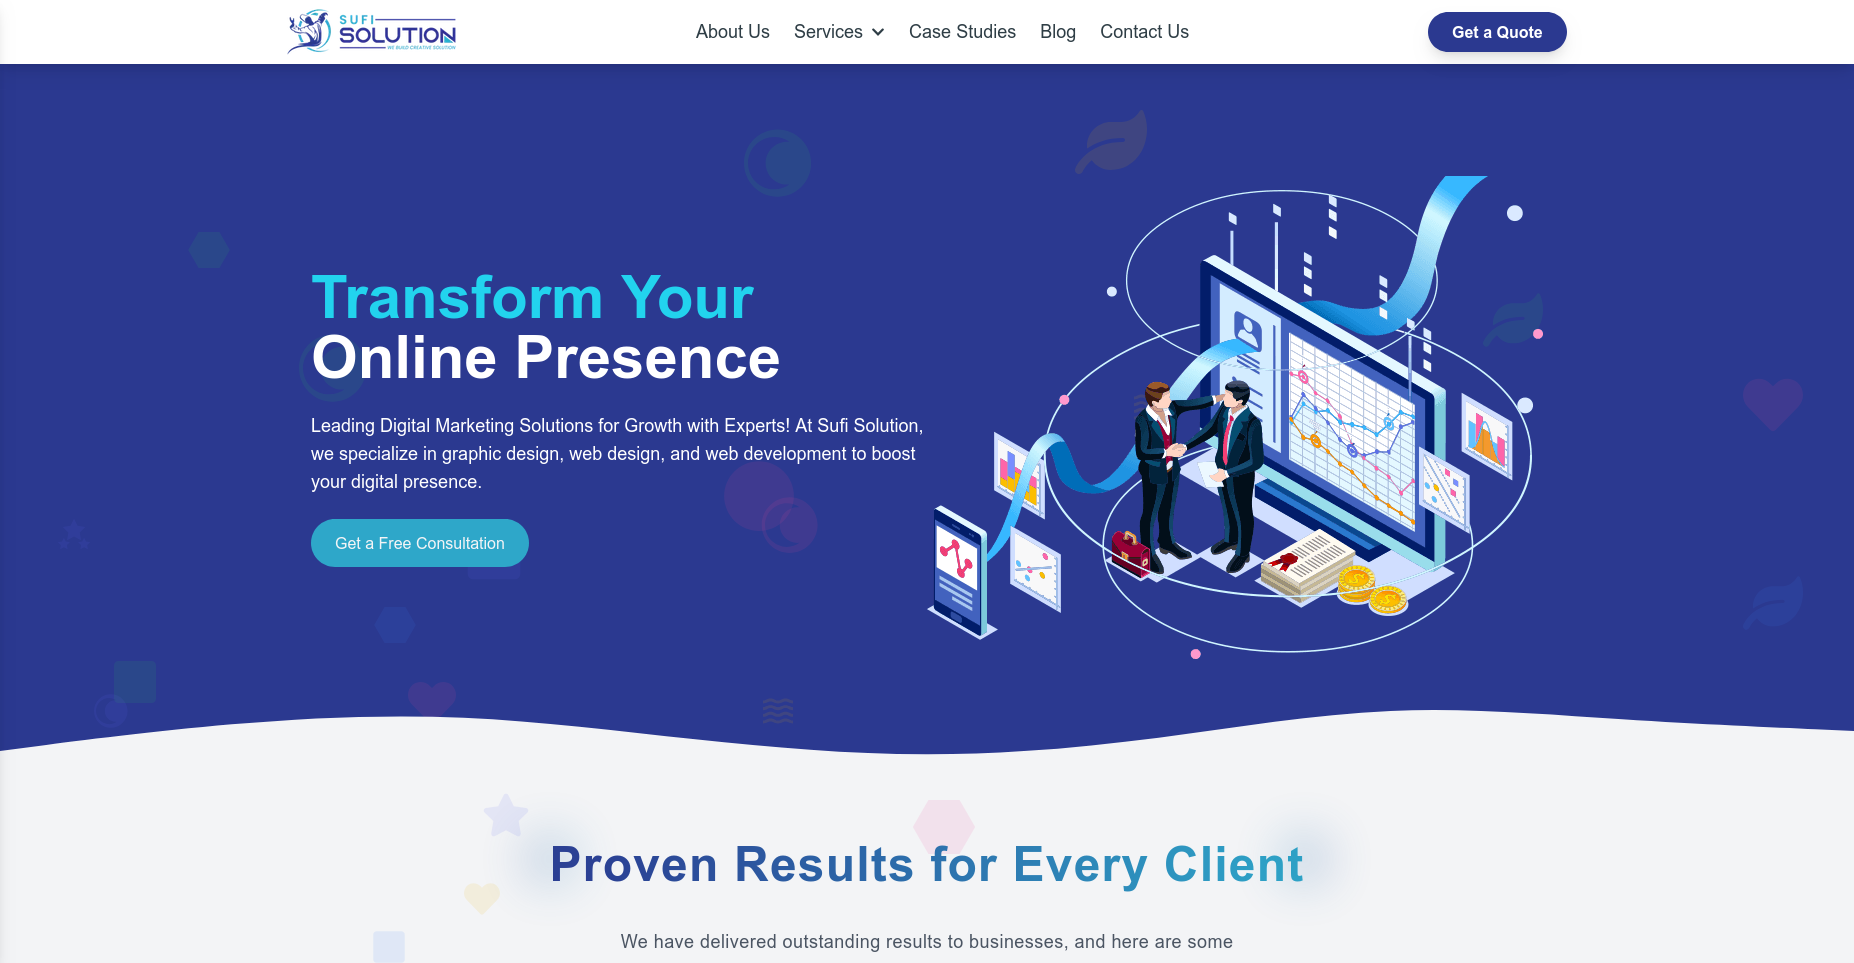 SUFI
SOLUTION
WE BUILD CREATIVE SOLUTION
About Us
Services
Case Studies
Blog
Contact Us
Get a Quote
Transform Your
Online Presence
Leading Digital Marketing Solutions for Growth with Experts! At Sufi Solution,
we specialize in graphic design, web design, and web development to boost
your digital presence.
Get a Free Consultation
Proven Results for Every Client
We have delivered outstanding results to businesses, and here are some